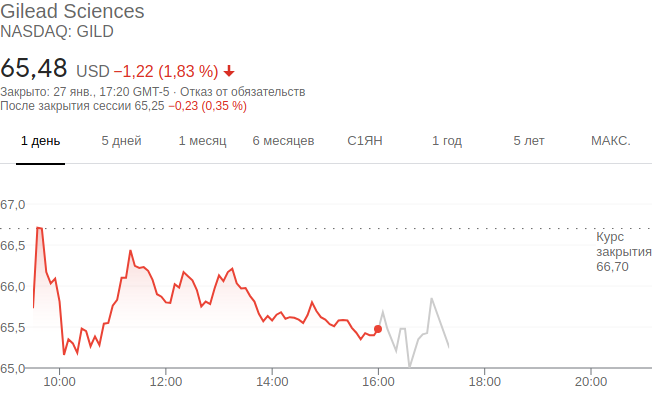 Gilead Sciences
NASDAQ: GILD
65,48 USD −1,22 (1,83 %)
Закрыто: 27 янв., 17:20 GMT-5 · Отказ от обязательств
После закрытия сессии 65,25 −0,23 (0,35 %)
1 день 5 дней 1 месяц 6 месяцев С1ЯН 1 год 5 лет МАКС.
67,0
66,5
66,0
65,5
65,0
Курс
закрытия
66,70
10:00 12:00 14:00 16:00 18:00 20:00